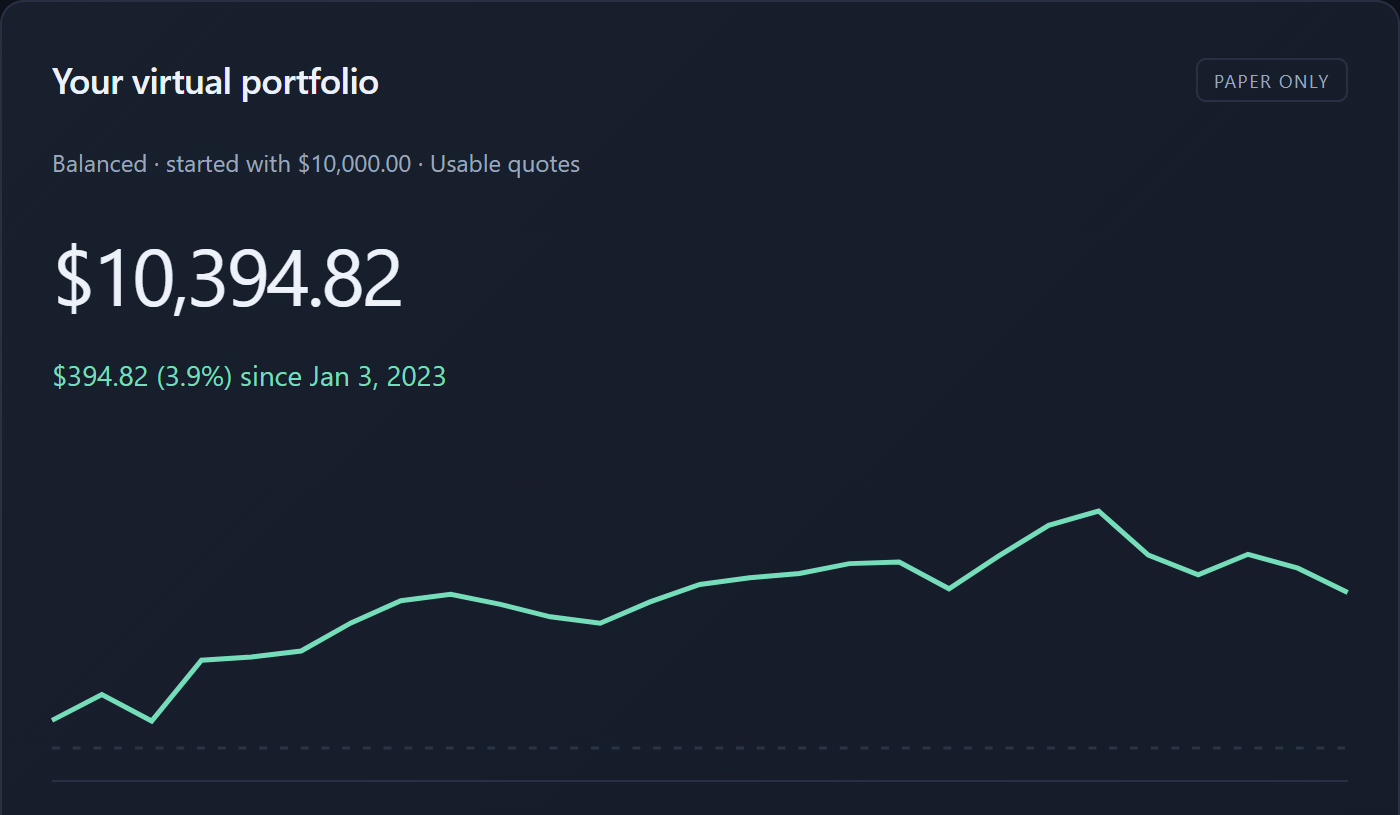 Your virtual portfolio
PAPER ONLY
Balanced · started with $10,000.00 · Usable quotes
$10,394.82
$394.82 (3.9%) since Jan 3, 2023